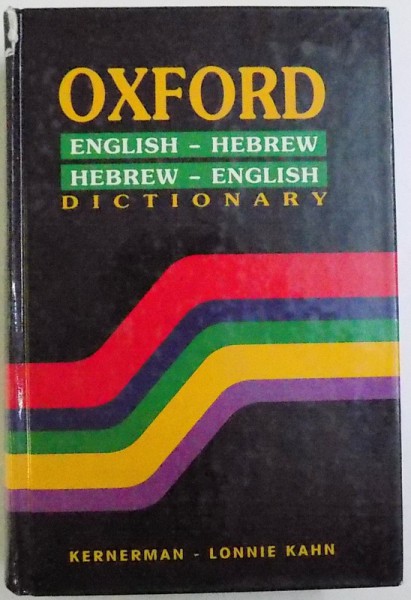 OXFORD
ENGLISH – HEBREW
HEBREW – ENGLISH
DICTIONARY
KERNERMAN - LONNIE KAHN